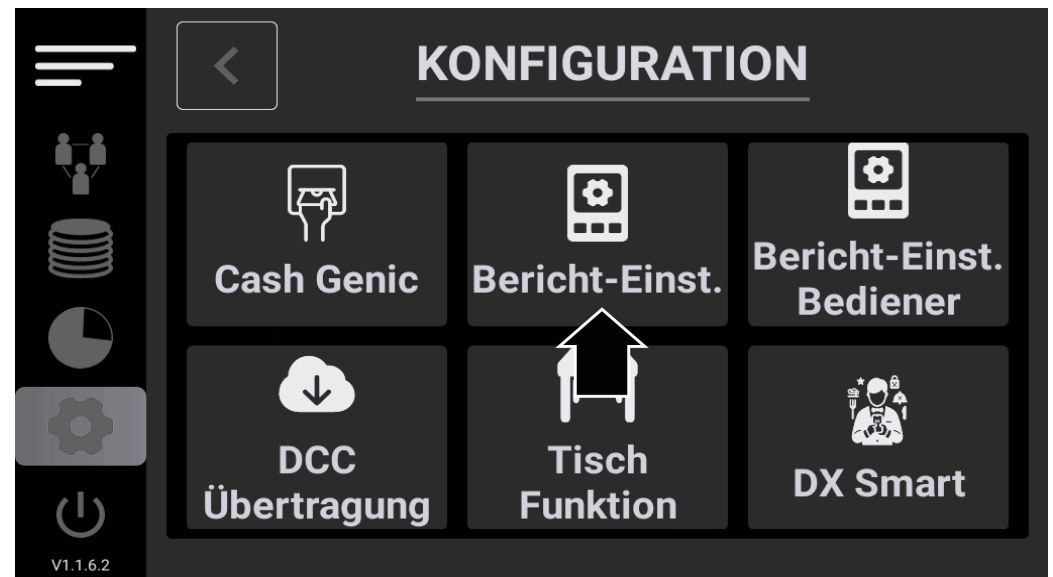 KONFIGURATION
Cash Genic
Bericht-Einst.
Bericht-Einst.
Bediener
DCC
Übertragung
Tisch
Funktion
DX Smart
V1.1.6.2